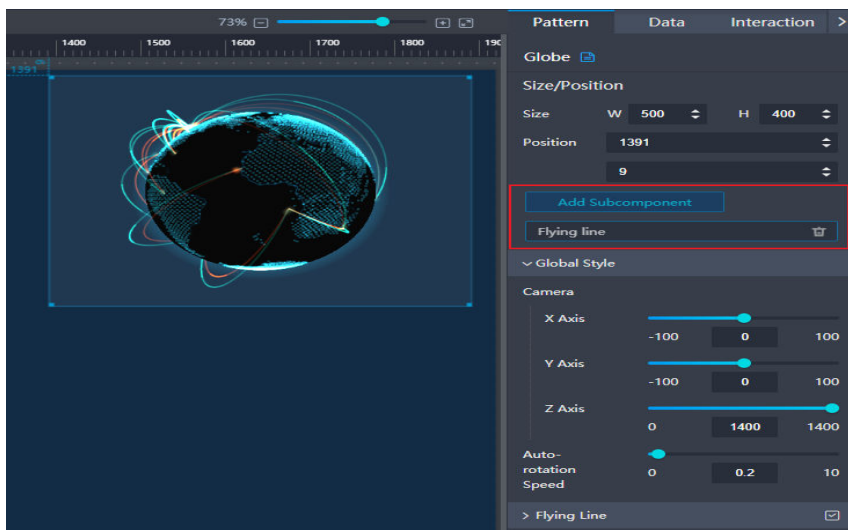 73%
Pattern Data Interaction >
1400 1500 1600 1700 1800 190
1391
Globe
Size/Position
Size W 500 H 400
Position 1391
9
Add Subcomponent
Flying line
Global Style
Camera
X Axis
-100 0 100
Y Axis
-100 0 100
Z Axis
0 1400 1400
Auto-
rotation
Speed
0 0.2 10
> Flying Line